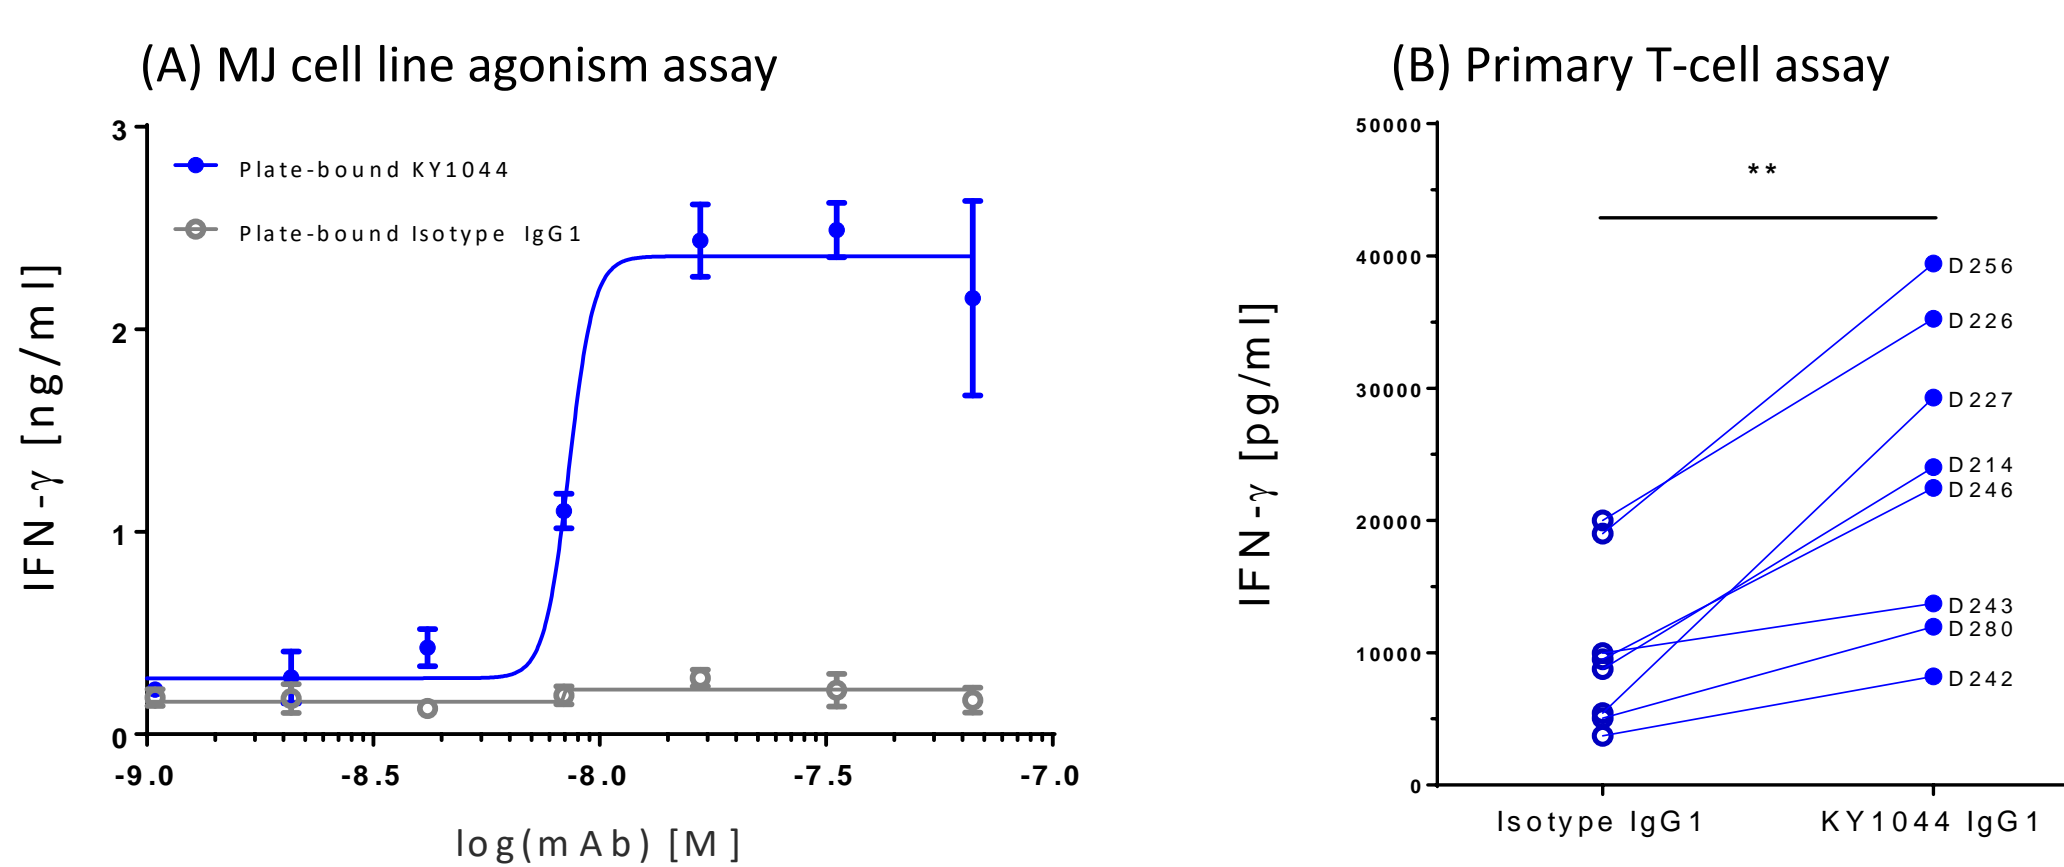 (A) MJ cell line agonism assay
3
2
1
0
IFN-γ [ng/ml]
Plate-bound KY1044
Plate-bound Isotype IgG1
-9.0 -8.5 -8.0 -7.5 -7.0
log(mAb) [M]
(B) Primary T-cell assay
50000
40000
30000
20000
10000
0
IFN-γ [pg/ml]
**
D256
D226
D227
D214
D246
D243
D280
D242
Isotype IgG1 KY1044 IgG1